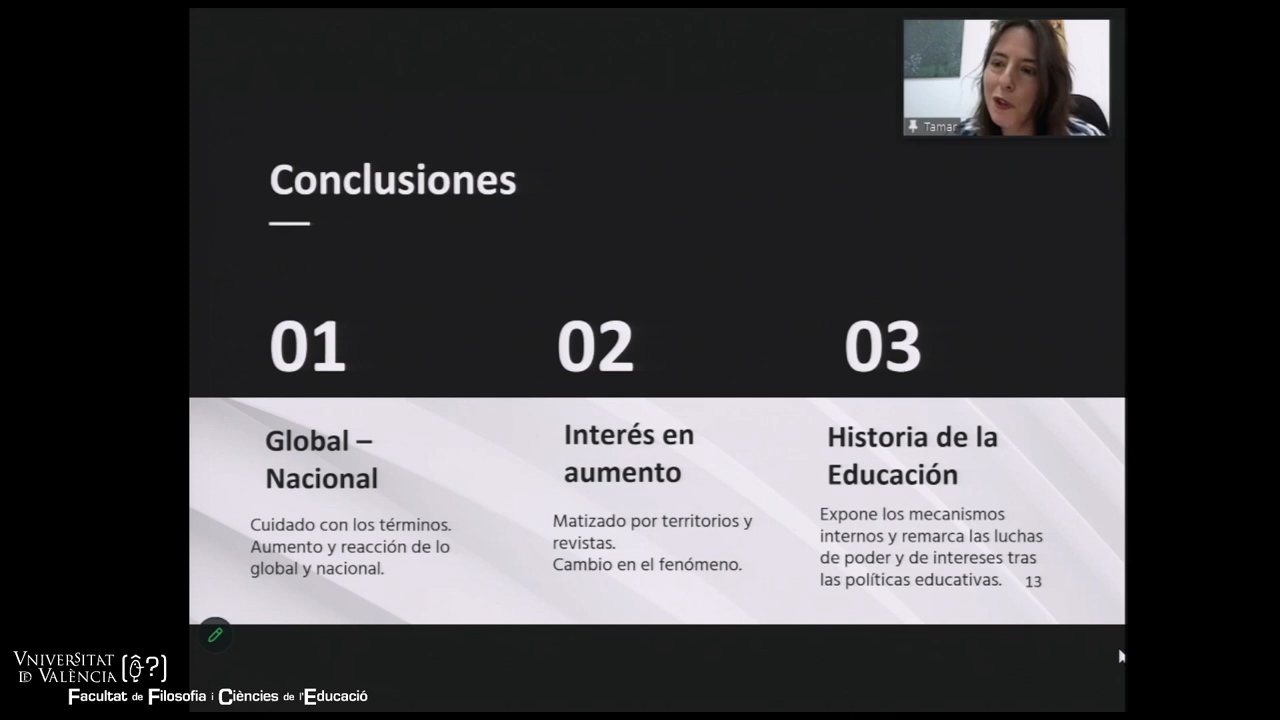 Tamar
Conclusiones
01
02
03
Global –
Nacional
Cuidado con los términos.
Aumento y reacción de lo
global y nacional.
Interés en
aumento
Matizado por territorios y
revistas.
Cambio en el fenómeno.
Historia de la
Educación
Expone los mecanismos
internos y remarca las luchas
de poder y de intereses tras
las políticas educativas.
13
VNIVERSITAT
DE VALÈNCIA
Facultat de Filosofia i Ciències de l'Educació